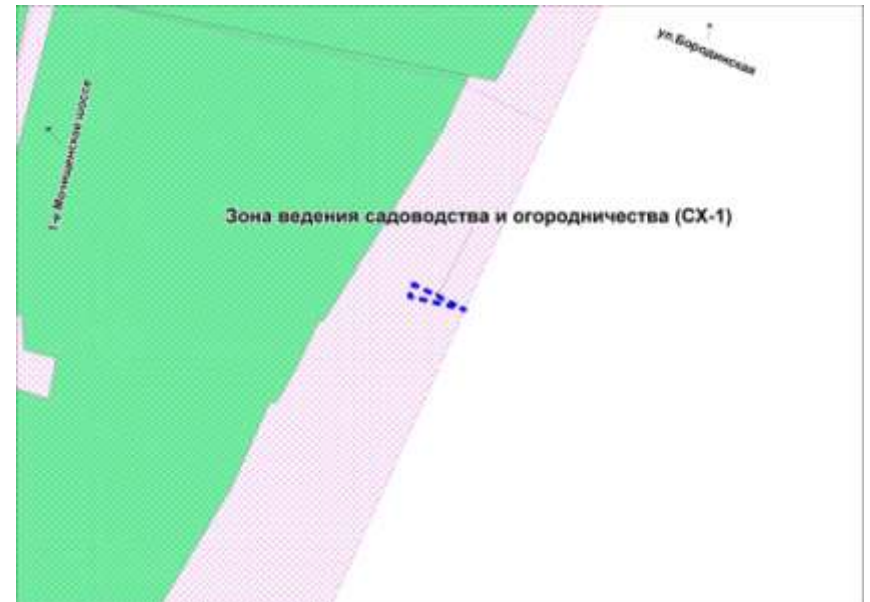 ул.Бородинская
1-е Мочищенское шоссе
Зона ведения садоводства и огородничества (СХ-1)